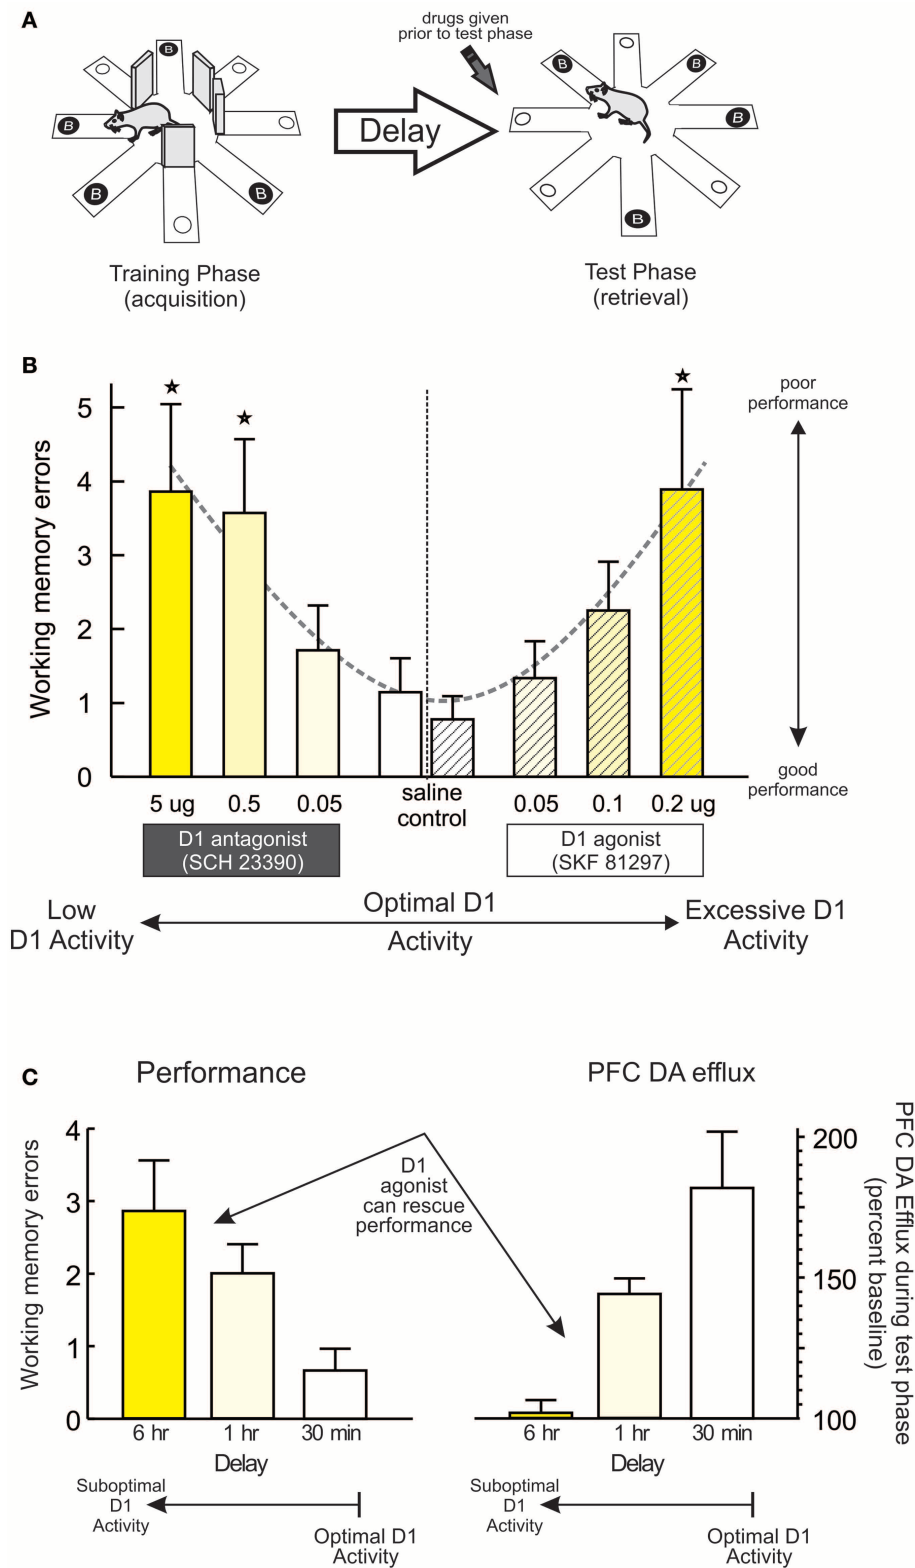 A
drugs given
prior to test phase
B
B
B
B
Delay
B
B
B
B
Training Phase
(acquisition)
Test Phase
(retrieval)
B
poor
performance
Working memory errors
5
4
3
2
1
0
good
performance
5 ug
0.5
0.05
saline
control
0.05
0.1
0.2 ug
D1 antagonist
(SCH 23390)
D1 agonist
(SKF 81297)
Low
D1 Activity
Optimal D1
Activity
Excessive D1
Activity
C
Performance
PFC DA efflux
Working memory errors
4
3
2
1
0
D1
agonist
can rescue
performance
200
150
100
PFC DA Efflux during test phase
(percent baseline)
6 hr
1 hr
30 min
Delay
6 hr
1 hr
30 min
Delay
Suboptimal
D1
Activity
Optimal D1
Activity
Suboptimal
D1
Activity
Optimal D1
Activity